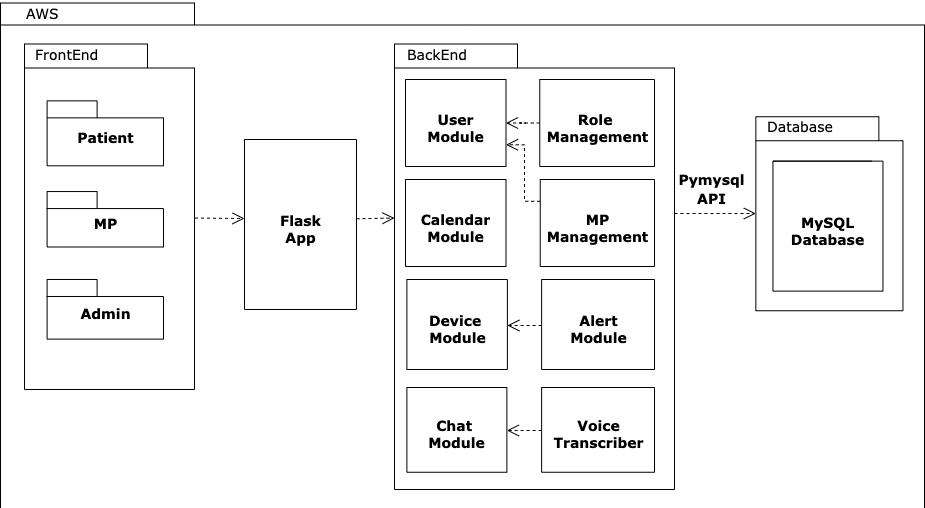 AWS
FrontEnd
Patient
MP
Admin
Flask
App
BackEnd
User
Module
Role
Management
Calendar
Module
MP
Management
Device
Module
Alert
Module
Chat
Module
Voice
Transcriber
Pymysql
API
Database
MySQL
Database